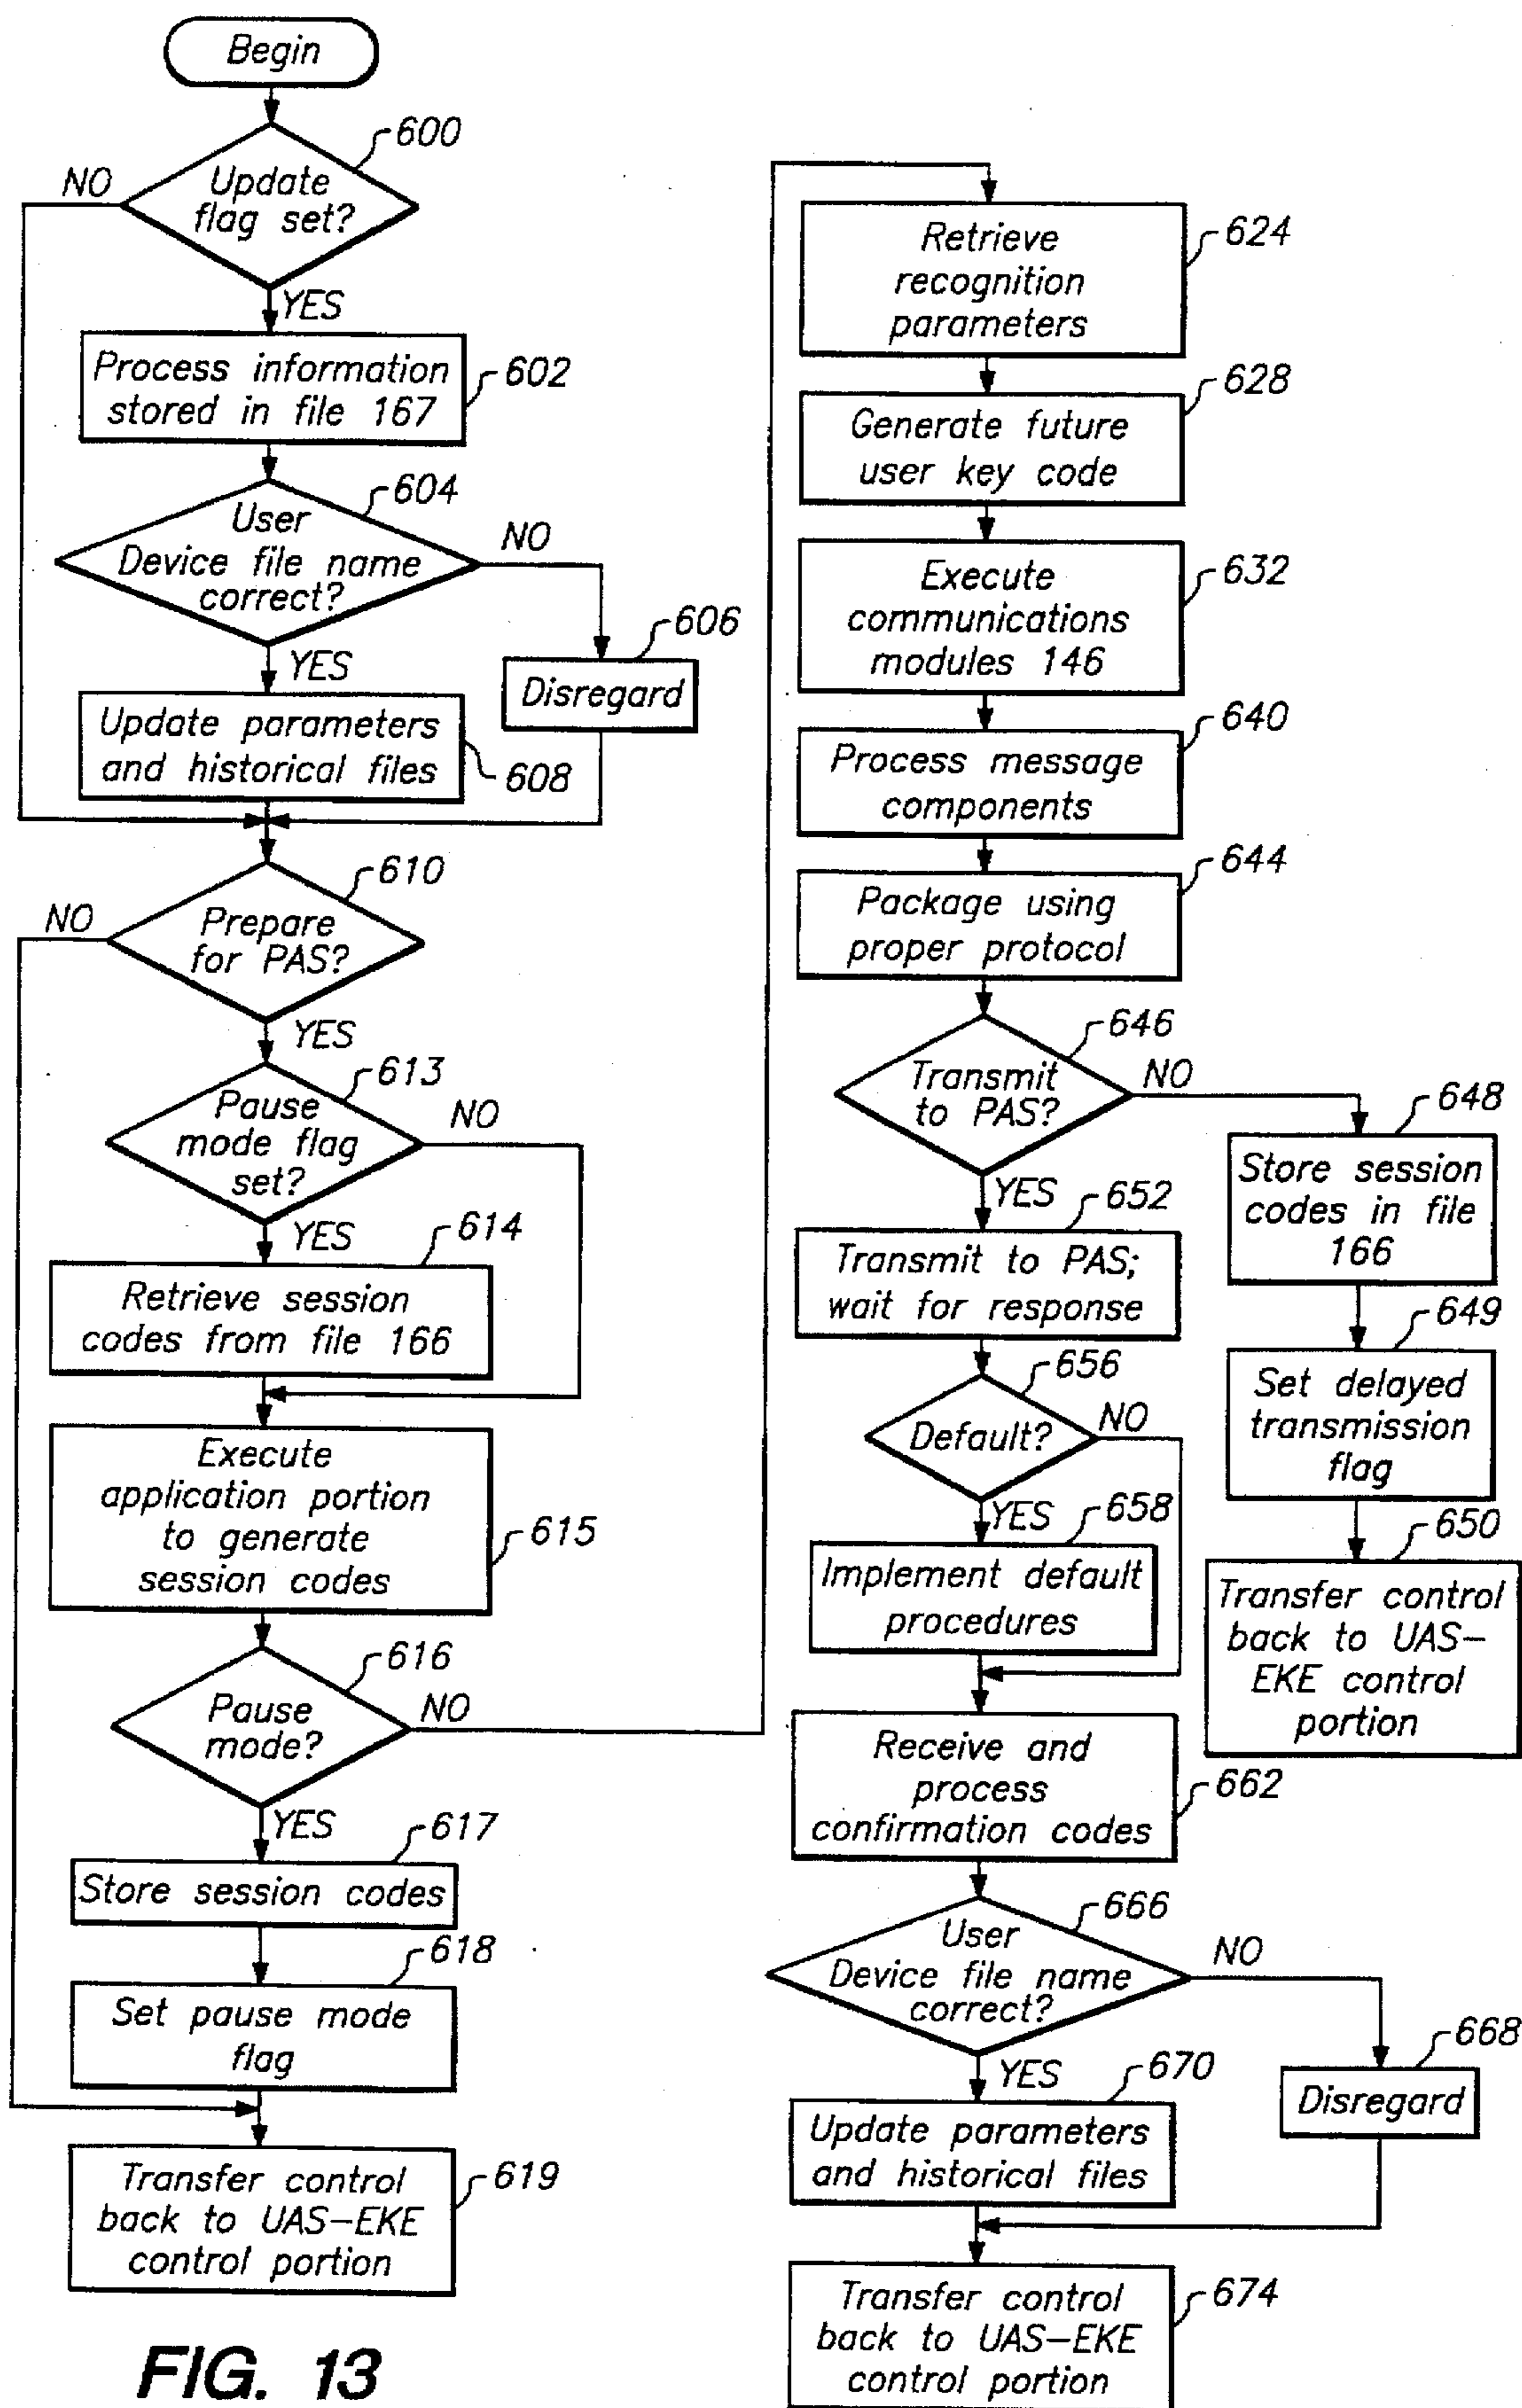 Begin
600
NO
Update
flag set?
YES
Process information
stored in file 167
602
604
User
Device file name
correct?
NO
606
YES
Disregard
Update parameters
and historical files
608
610
NO
Prepare
for PAS?
YES
613
Pause
mode flag
set?
NO
YES
614
Retrieve session
codes from file 166
Execute
application portion
to generate
session codes
615
616
Pause
mode?
NO
YES
617
Store session codes
618
Set pause mode
flag
Transfer control
back to UAS-EKE
control portion
619
Retrieve
recognition
parameters
624
628
Generate future
user key code
Execute
communications
modules 146
632
640
Process message
components
644
Package using
proper protocol
646
Transmit
to PAS?
NO
648
Store session
codes in file
166
649
Set delayed
transmission
flag
650
Transfer control
back to UAS-
EKE control
portion
YES
652
Transmit to PAS;
wait for response
656
Default?
NO
YES
658
Implement default
procedures
Receive and
process
confirmation codes
662
666
User
Device file name
correct?
NO
668
Disregard
YES
670
Update parameters
and historical files
Transfer control
back to UAS-EKE
control portion
674
FIG. 13